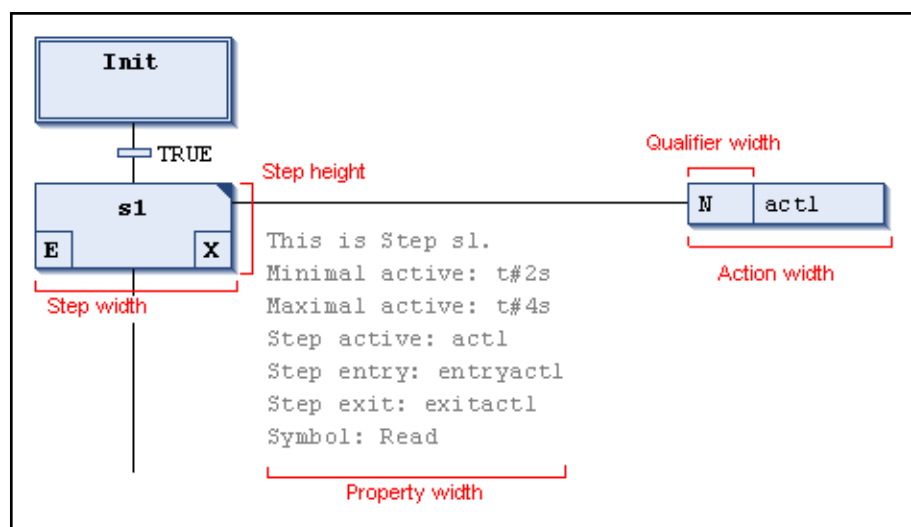 Init
TRUE
Step height
Qualifier width
s1
N actl
E X
This is Step s1.
Minimal active: t#2s
Action width
Step width
Maximal active: t#4s
Step active: actl
Step entry: entryactl
Step exit: exitactl
Symbol: Read
Property width